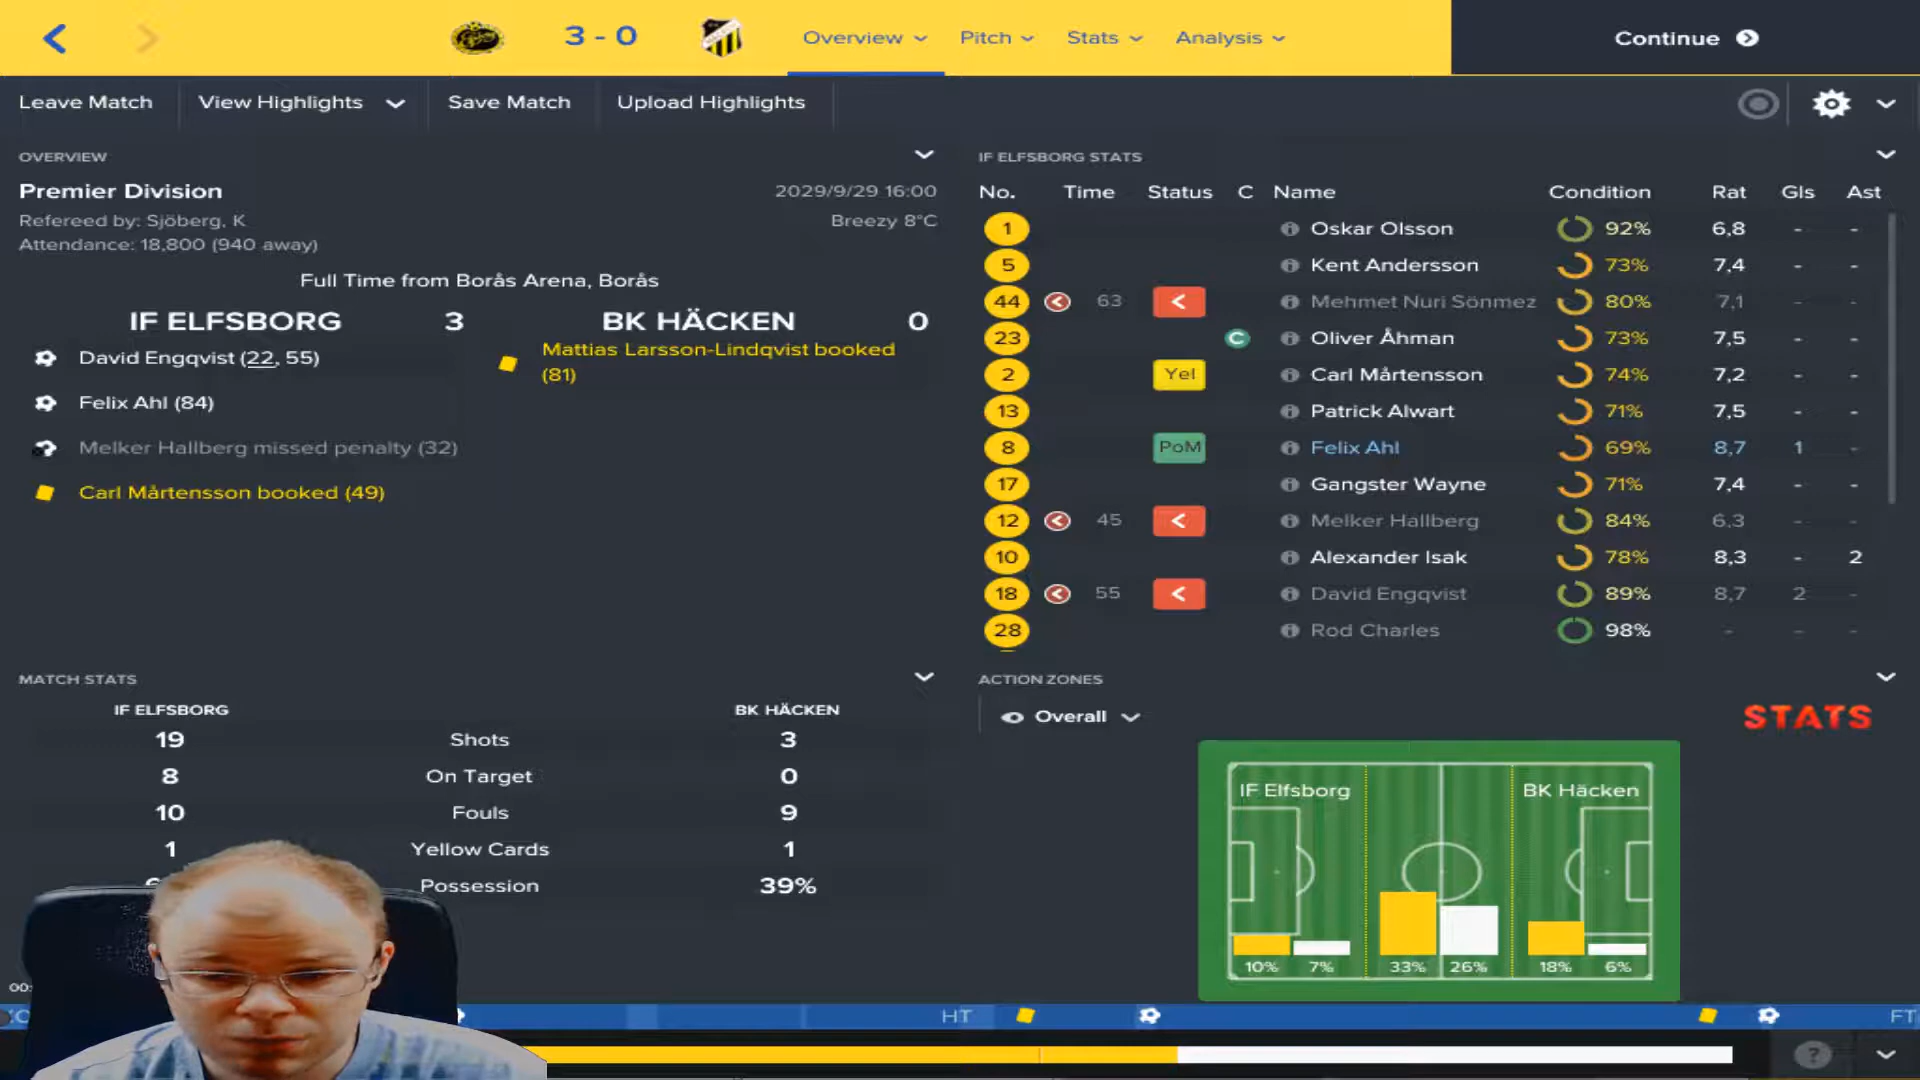 3 - 0
Overview
Pitch
Stats
Analysis
Continue
Leave Match
View Highlights
Save Match
Upload Highlights
OVERVIEW
Premier Division
2029/9/29 16:00
Refereed by: Sjöberg, K
Breezy 8°C
Attendance: 18,800 (940 away)
Full Time from Borås Arena, Borås
IF ELFSBORG 3 BK HÄCKEN 0
David Engqvist (22, 55)
Felix Ahl (84)
Melker Hallberg missed penalty (32)
Carl Mårtensson booked (49)
Mattias Larsson-Lindqvist booked
(81)
IF ELFSBORG STATS
No. Time Status C Name Condition Rat Gls Ast
1 Oskar Olsson 92% 6,8 - -
5 Kent Andersson 73% 7,4 - -
44 63 Mehmet Nuri Sönmez 80% 7,1 - -
23 C Oliver Åhman 73% 7,5 - -
2 Yel Carl Mårtensson 74% 7,2 - -
13 Patrick Alwart 71% 7,5 - -
8 PoM Felix Ahl 69% 8,7 1 -
17 Gangster Wayne 71% 7,4 - -
12 45 Melker Hallberg 84% 6,3 - -
10 Alexander Isak 78% 8,3 - 2
18 55 David Engqvist 89% 8,7 2 -
28 Rod Charles 98% - - -
MATCH STATS
IF ELFSBORG BK HÄCKEN
19 Shots 3
8 On Target 0
10 Fouls 9
1 Yellow Cards 1
Possession 39%
ACTION ZONES
Overall
STATS
IF Elfsborg BK Häcken
10% 7% 33% 26% 18% 6%
HT
FT